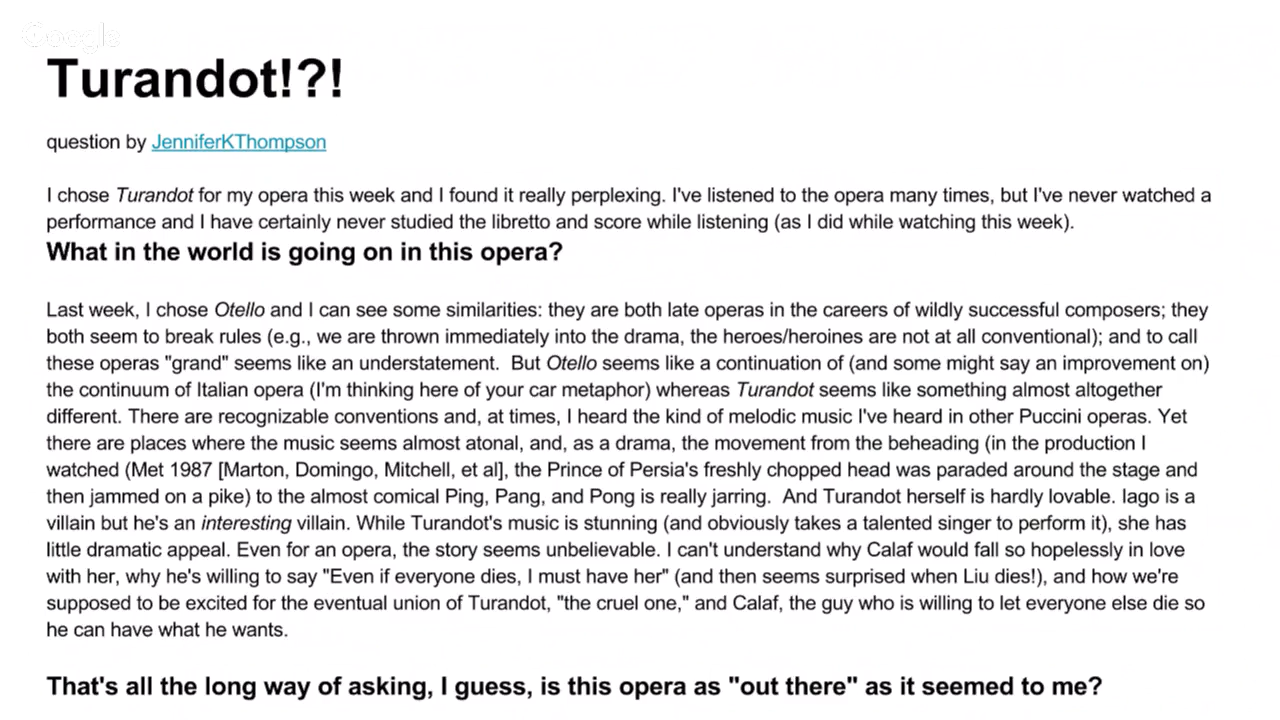 Google
Turandot!?!
question by JenniferKThompson
I chose Turandot for my opera this week and I found it really perplexing. I've listened to the opera many times, but I've never watched a
performance and I have certainly never studied the libretto and score while listening (as I did while watching this week).
What in the world is going on in this opera?
Last week, I chose Otello and I can see some similarities: they are both late operas in the careers of wildly successful composers; they
both seem to break rules (e.g., we are thrown immediately into the drama, the heroes/heroines are not at all conventional); and to call
these operas "grand" seems like an understatement.  But Otello seems like a continuation of (and some might say an improvement on)
the continuum of Italian opera (I'm thinking here of your car metaphor) whereas Turandot seems like something almost altogether
different. There are recognizable conventions and, at times, I heard the kind of melodic music I've heard in other Puccini operas. Yet
there are places where the music seems almost atonal, and, as a drama, the movement from the beheading (in the production I
watched (Met 1987 [Marton, Domingo, Mitchell, et al], the Prince of Persia's freshly chopped head was paraded around the stage and
then jammed on a pike) to the almost comical Ping, Pang, and Pong is really jarring.  And Turandot herself is hardly lovable. Iago is a
villain but he's an interesting villain. While Turandot's music is stunning (and obviously takes a talented singer to perform it), she has
little dramatic appeal. Even for an opera, the story seems unbelievable. I can't understand why Calaf would fall so hopelessly in love
with her, why he's willing to say "Even if everyone dies, I must have her" (and then seems surprised when Liu dies!), and how we're
supposed to be excited for the eventual union of Turandot, "the cruel one," and Calaf, the guy who is willing to let everyone else die so
he can have what he wants.
That's all the long way of asking, I guess, is this opera as "out there" as it seemed to me?